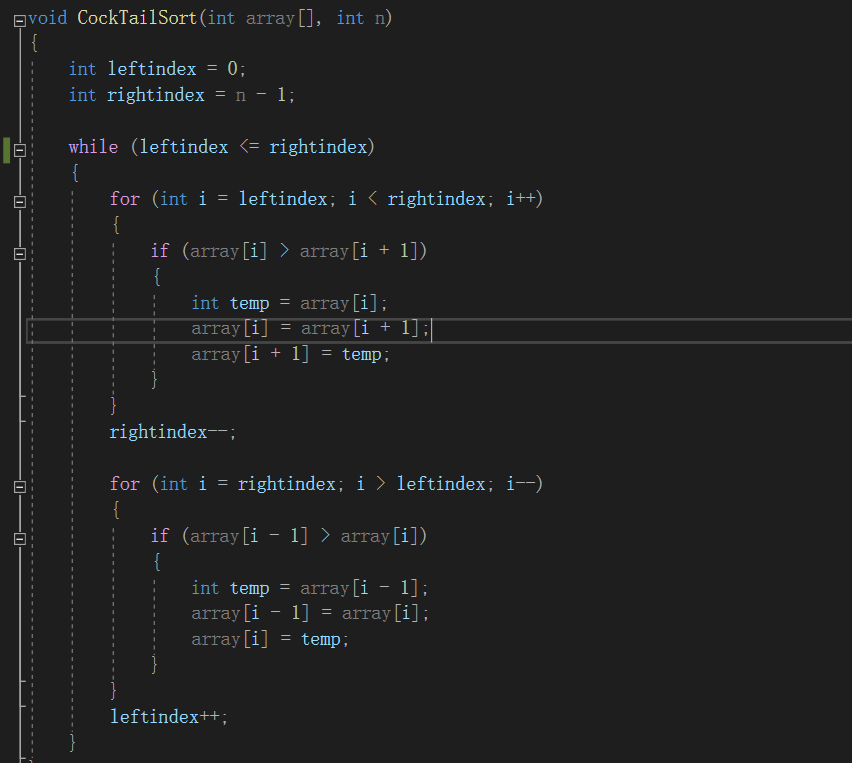 void CockTailSort(int array[], int n)
{
    int leftindex = 0;
    int rightindex = n - 1;

    while (leftindex <= rightindex)
    {
        for (int i = leftindex; i < rightindex; i++)
        {
            if (array[i] > array[i + 1])
            {
                int temp = array[i];
                array[i] = array[i + 1];
                array[i + 1] = temp;
            }
        }
        rightindex--;

        for (int i = rightindex; i > leftindex; i--)
        {
            if (array[i - 1] > array[i])
            {
                int temp = array[i - 1];
                array[i - 1] = array[i];
                array[i] = temp;
            }
        }
        leftindex++;
    }